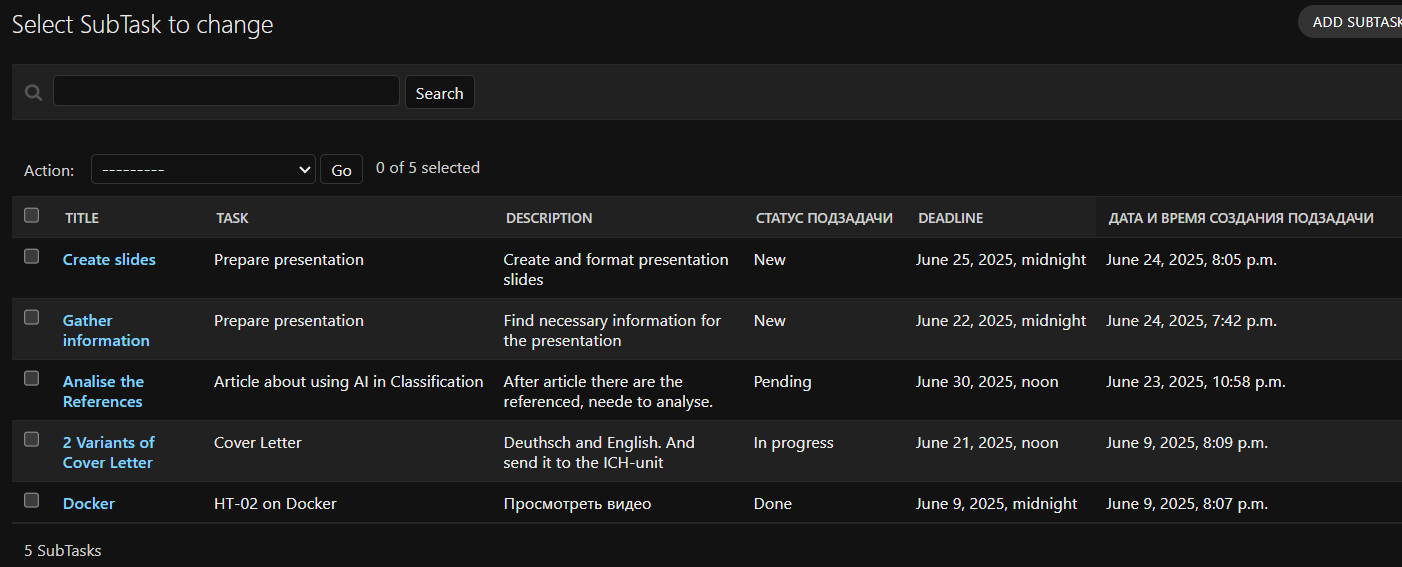 Select SubTask to change
ADD SUBTASK
Search
Action: --------- Go 0 of 5 selected
TITLE TASK DESCRIPTION СТАТУС ПОДЗАДАЧИ DEADLINE ДАТА И ВРЕМЯ СОЗДАНИЯ ПОДЗАДАЧИ
Create slides Prepare presentation Create and format presentation New June 25, 2025, midnight June 24, 2025, 8:05 p.m.
slides
Gather Prepare presentation Find necessary information for New June 22, 2025, midnight June 24, 2025, 7:42 p.m.
information the presentation
Analise the Article about using AI in Classification After article there are the Pending June 30, 2025, noon June 23, 2025, 10:58 p.m.
References referenced, neede to analyse.
2 Variants of Cover Letter Deuthsch and English. And In progress June 21, 2025, noon June 9, 2025, 8:09 p.m.
Cover Letter send it to the ICH-unit
Docker HT-02 on Docker Просмотреть видео Done June 9, 2025, midnight June 9, 2025, 8:07 p.m.
5 SubTasks